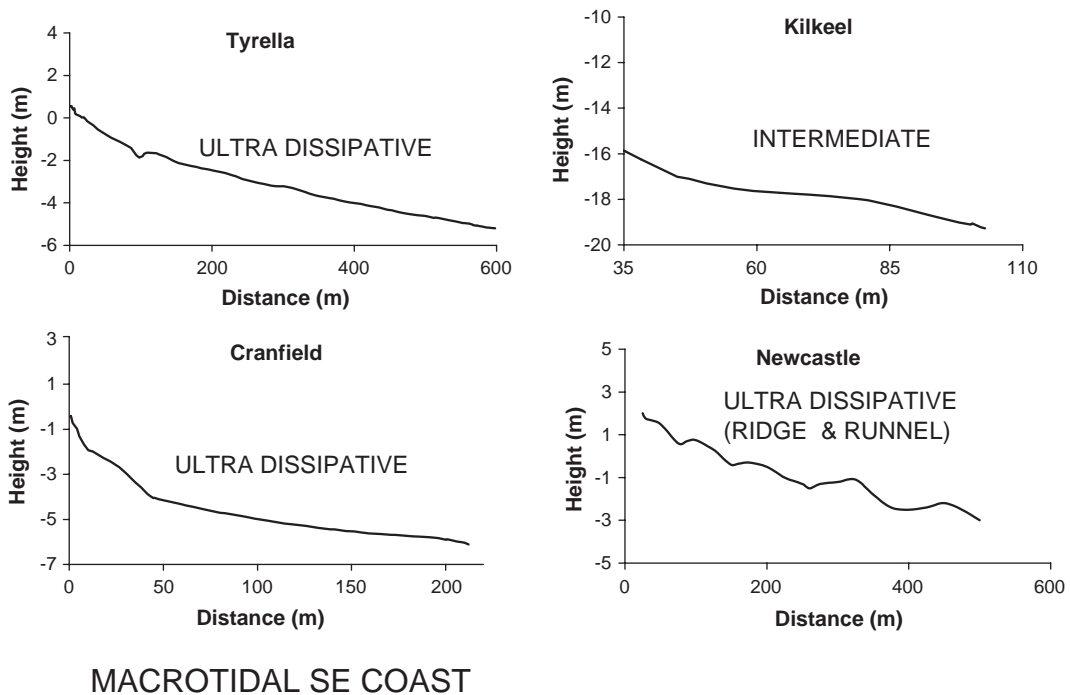 Tyrella
Height (m)
4
2
0
-2
-4
-6
ULTRA DISSIPATIVE
0 200 400 600
Distance (m)
Kilkeel
Height (m)
-10
-12
-14
-16
-18
-20
INTERMEDIATE
35 60 85 110
Distance (m)
Cranfield
Height (m)
3
1
-1
-3
-5
-7
ULTRA DISSIPATIVE
0 50 100 150 200
Distance (m)
Newcastle
Height (m)
5
3
1
-1
-3
-5
ULTRA DISSIPATIVE
(RIDGE & RUNNEL)
0 200 400 600
Distance (m)
MACROTIDAL SE COAST